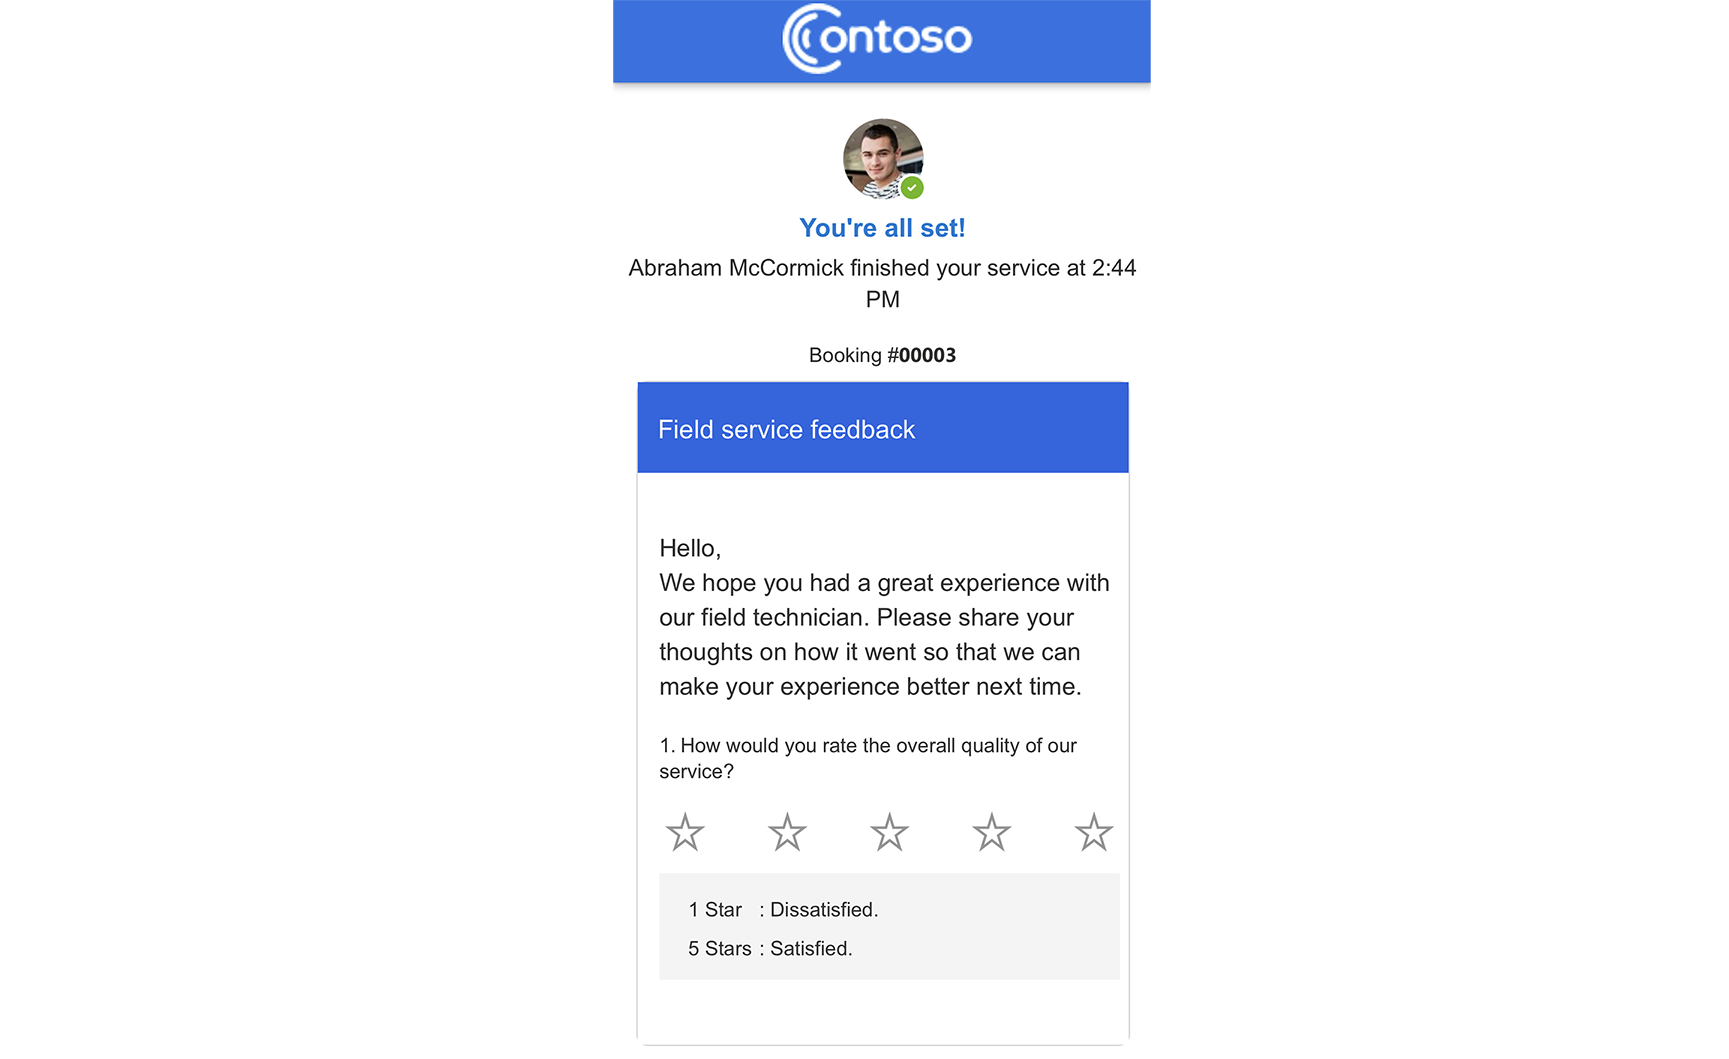 Contoso
You're all set!
Abraham McCormick finished your service at 2:44
PM
Booking #00003
Field service feedback
Hello,
We hope you had a great experience with
our field technician. Please share your
thoughts on how it went so that we can
make your experience better next time.
1. How would you rate the overall quality of our
service?
1 Star : Dissatisfied.
5 Stars : Satisfied.